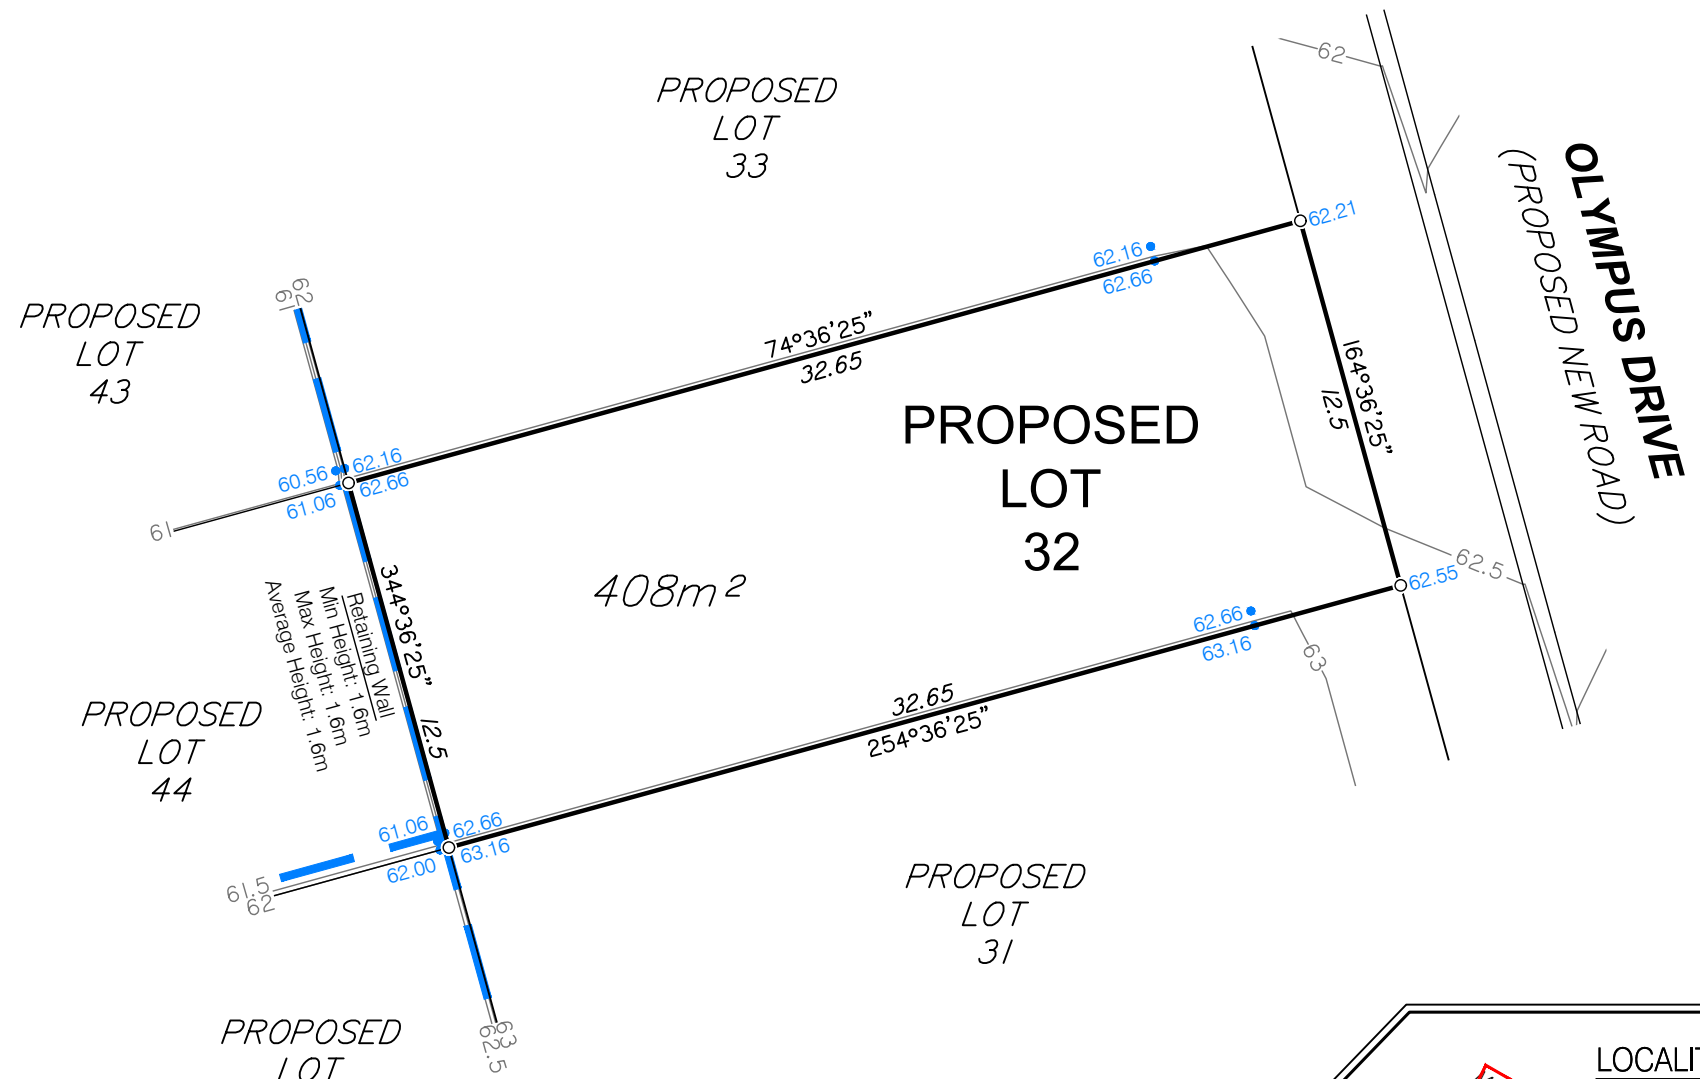 PROPOSED
LOT
33
62
OLYMPUS DRIVE
(PROPOSED NEW ROAD)
62.21
62.16
62.66
62
61
PROPOSED
LOT
43
74°36'25"
32.65
164°36'25"
12.5
PROPOSED
LOT
32
60.56
62.16
61.06
62.66
61
408m²
62.5
62.55
344°36'25"
12.5
Retaining Wall
Min Height: 1.6m
Max Height: 1.6m
Average Height: 1.6m
62.66
63.16
63
32.65
254°36'25"
PROPOSED
LOT
44
61.06
62.66
62.00
63.16
61.5
62
PROPOSED
LOT
31
PROPOSED
LOT
63
62.5
LOCALIT